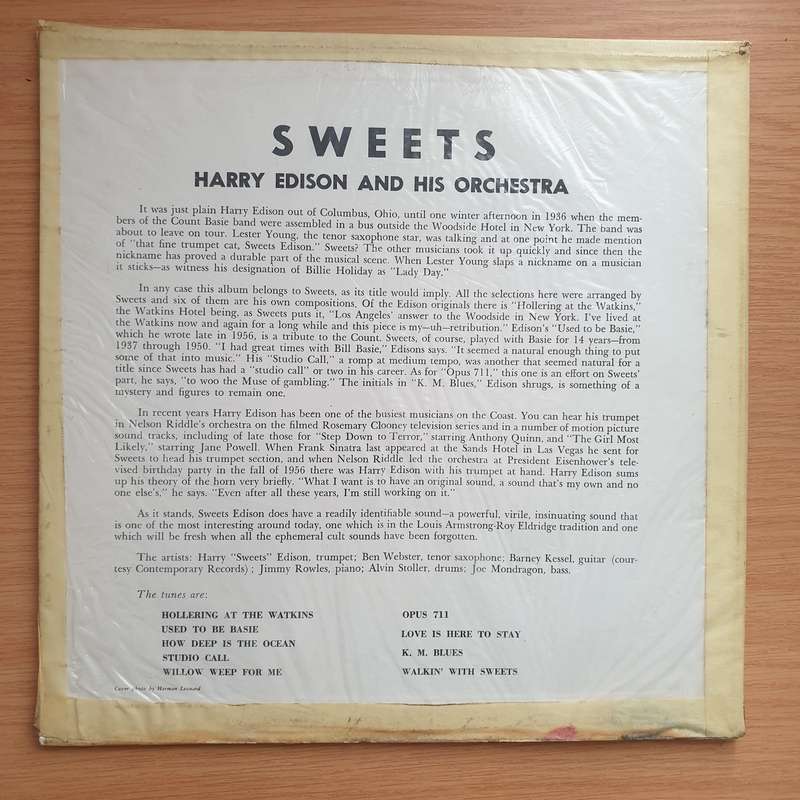 SWEETS
HARRY EDISON AND HIS ORCHESTRA
It was just plain Harry Edison out of Columbus, Ohio, until one winter afternoon in 1936 when the mem-
bers of the Count Basie band were assembled in a bus outside the Woodside Hotel in New York. The band was
about to leave on tour. Lester Young, the tenor saxophone star, was talking and at one point he made mention
of "that fine trumpet cat, Sweets Edison." Sweets? The other musicians took it up quickly and since then the
nickname has proved a durable part of the musical scene. When Lester Young slaps a nickname on a musician
it sticks—as witness his designation of Billie Holiday as "Lady Day."
In any case this album belongs to Sweets, as its title would imply. All the selections here were arranged by
Sweets and six of them are his own compositions. Of the Edison originals there is "Hollering at the Watkins,"
the Watkins Hotel being, as Sweets puts it, "Los Angeles' answer to the Woodside in New York. I've lived at
the Watkins now and again for a long while and this piece is my—uh—retribution." Edison's "Used to be Basie,"
which he wrote late in 1956, is a tribute to the Count. Sweets, of course, played with Basie for 14 years—from
1937 through 1950. "I had great times with Bill Basie," Edisons says. "It seemed a natural enough thing to put
some of that into music." His "Studio Call," a romp at medium tempo, was another that seemed natural for a
title since Sweets has had a "studio call" or two in his career. As for "Opus 711," this one is an effort on Sweets'
part, he says, "to woo the Muse of gambling." The initials in "K. M. Blues," Edison shrugs, is something of a
mystery and figures to remain one.
In recent years Harry Edison has been one of the busiest musicians on the Coast. You can hear his trumpet
in Nelson Riddle's orchestra on the filmed Rosemary Clooney television series and in a number of motion picture
sound tracks, including of late those for "Step Down to Terror," starring Anthony Quinn, and "The Girl Most
Likely," starring Jane Powell. When Frank Sinatra last appeared at the Sands Hotel in Las Vegas he sent for
Sweets to head his trumpet section, and when Nelson Riddle led the orchestra at President Eisenhower's tele-
vised birthday party in the fall of 1956 there was Harry Edison with his trumpet at hand. Harry Edison sums
up his theory of the horn very briefly. "What I want is to have an original sound, a sound that's my own and no
one else's," he says. "Even after all these years, I'm still working on it."
As it stands, Sweets Edison does have a readily identifiable sound—a powerful, virile, insinuating sound that
is one of the most interesting around today, one which is in the Louis Armstrong-Roy Eldridge tradition and one
which will be fresh when all the ephemeral cult sounds have been forgotten.
The artists: Harry "Sweets" Edison, trumpet; Ben Webster, tenor saxophone; Barney Kessel, guitar (cour-
tesy Contemporary Records) ; Jimmy Rowles, piano; Alvin Stoller, drums; Joe Mondragon, bass.
The tunes are:
HOLLERING AT THE WATKINS
USED TO BE BASIE
HOW DEEP IS THE OCEAN
STUDIO CALL
WILLOW WEEP FOR ME
OPUS 711
LOVE IS HERE TO STAY
K. M. BLUES
WALKIN' WITH SWEETS
Cover photo by Herman Leonard